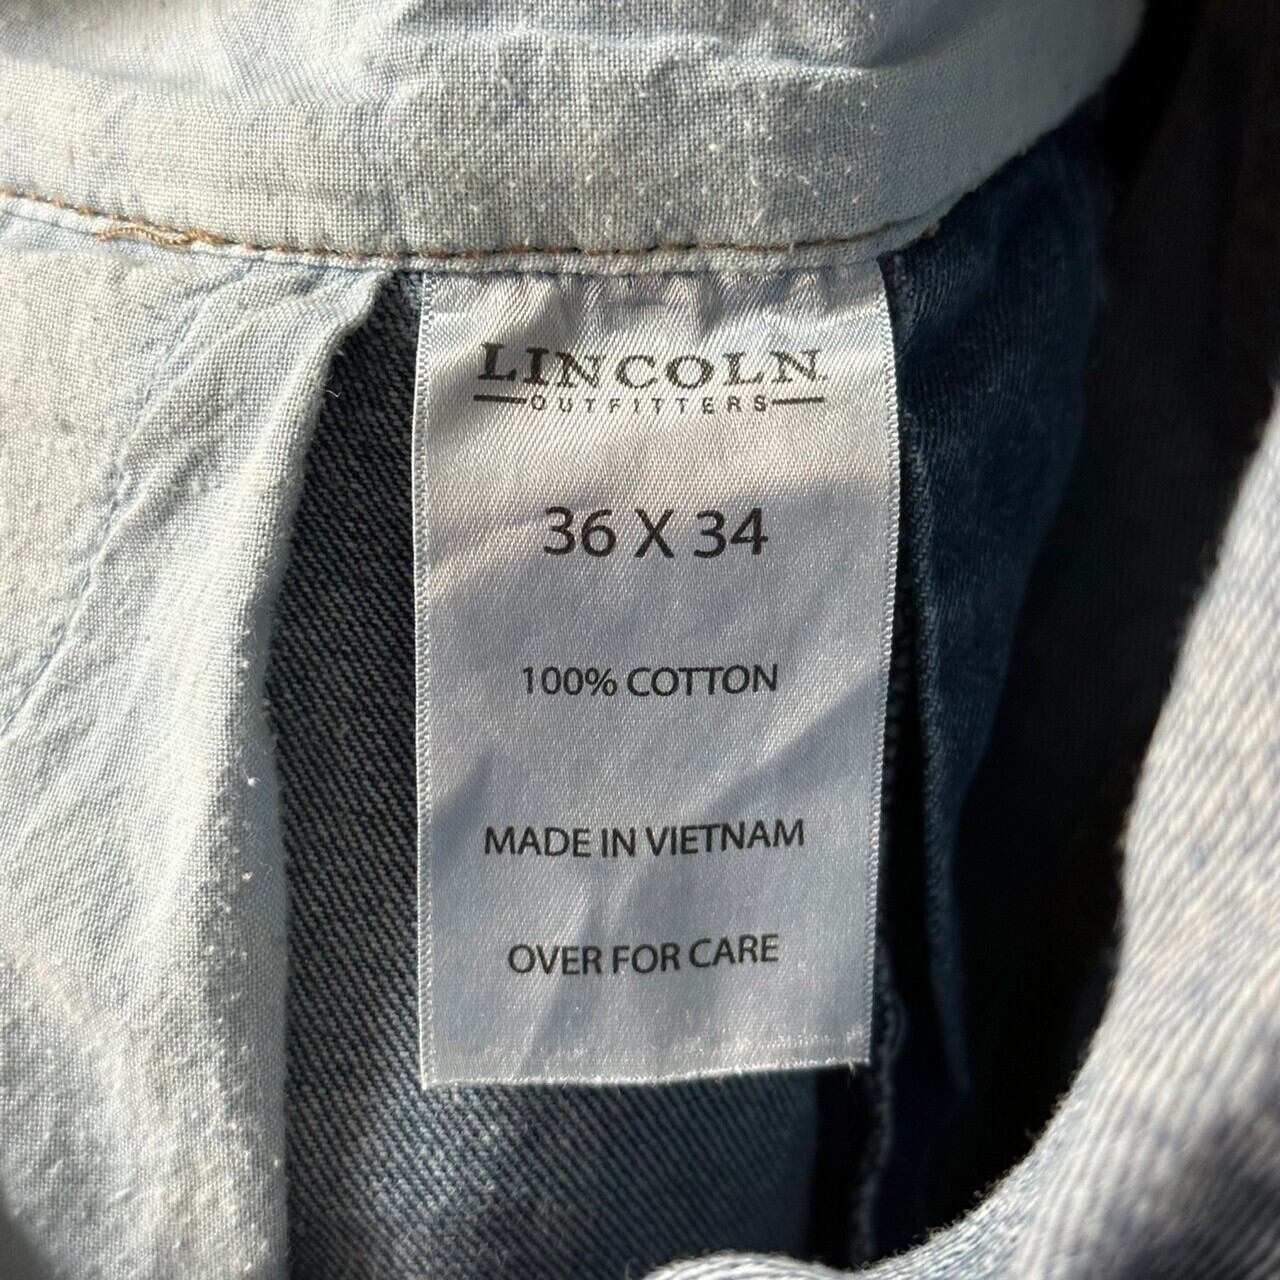 LINCOLN
OUTFITTERS
36 X 34
100% COTTON
MADE IN VIETNAM
OVER FOR CARE